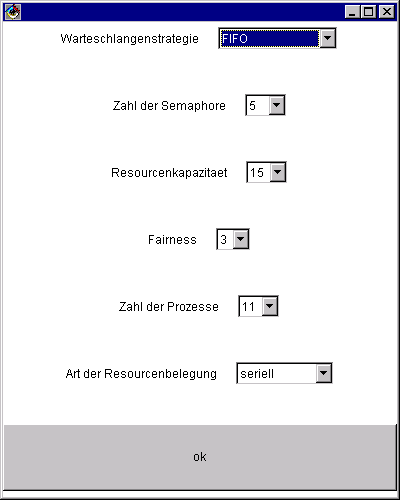 Warteschlangenstrategie FIFO
Zahl der Semaphore 5
Resourcenkapazitaet 15
Fairness 3
Zahl der Prozesse 11
Art der Resourcenbelegung seriell
ok